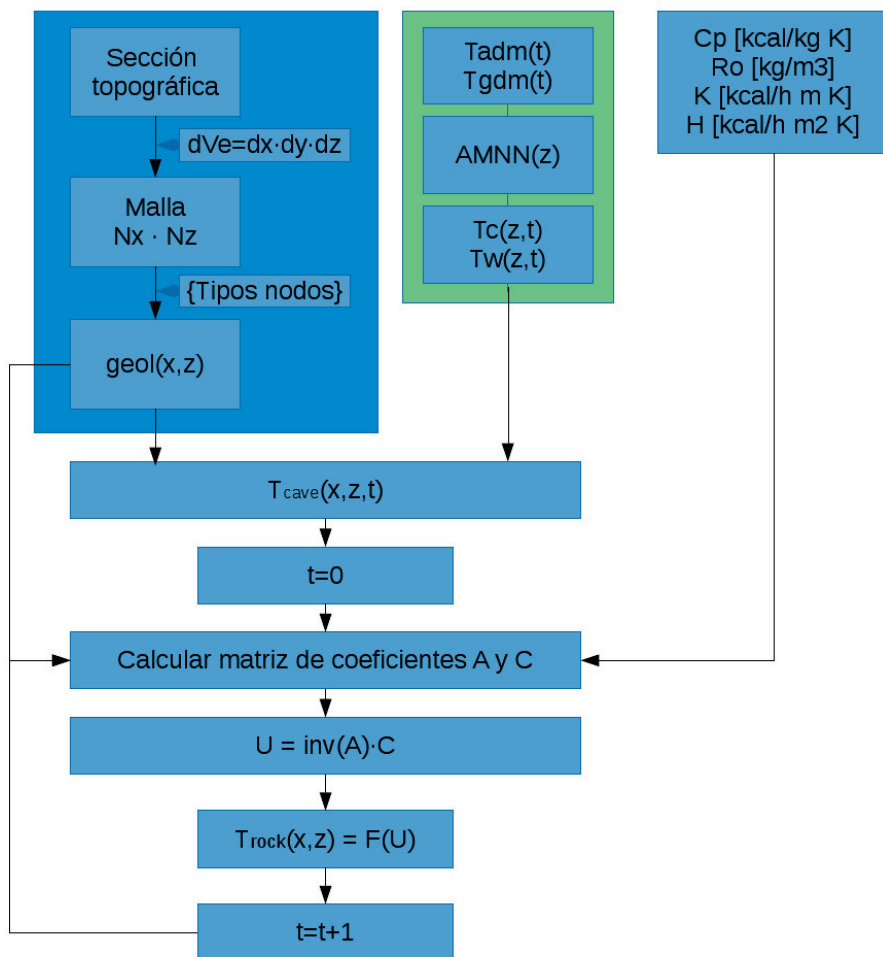 Sección
topográfica
dVe=dx·dy·dz
Malla
Nx · Nz
{Tipos nodos}
geol(x,z)
Tadm(t)
Tgdm(t)
AMNN(z)
Tc(z,t)
Tw(z,t)
Cp [kcal/kg K]
Ro [kg/m3]
K [kcal/h m K]
H [kcal/h m2 K]
Tcave(x,z,t)
t=0
Calcular matriz de coeficientes A y C
U = inv(A)·C
Trock(x,z) = F(U)
t=t+1